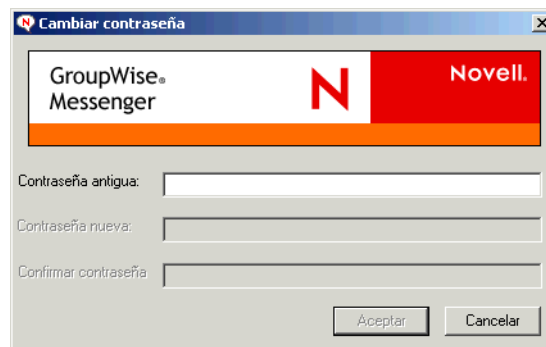 Cambiar contraseña
GroupWise®
Messenger
N
Novell.
Contraseña antigua:
Contraseña nueva:
Confirmar contraseña
Aceptar
Cancelar